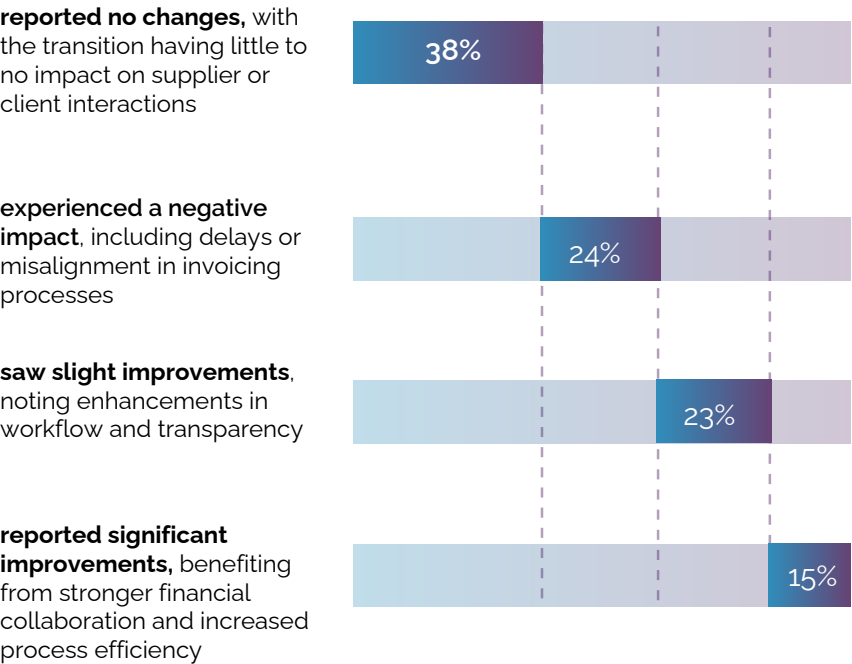 reported no changes, with
the transition having little to
no impact on supplier or
client interactions
38%
experienced a negative
impact, including delays or
misalignment in invoicing
processes
24%
saw slight improvements,
noting enhancements in
workflow and transparency
23%
reported significant
improvements, benefiting
from stronger financial
collaboration and increased
process efficiency
15%